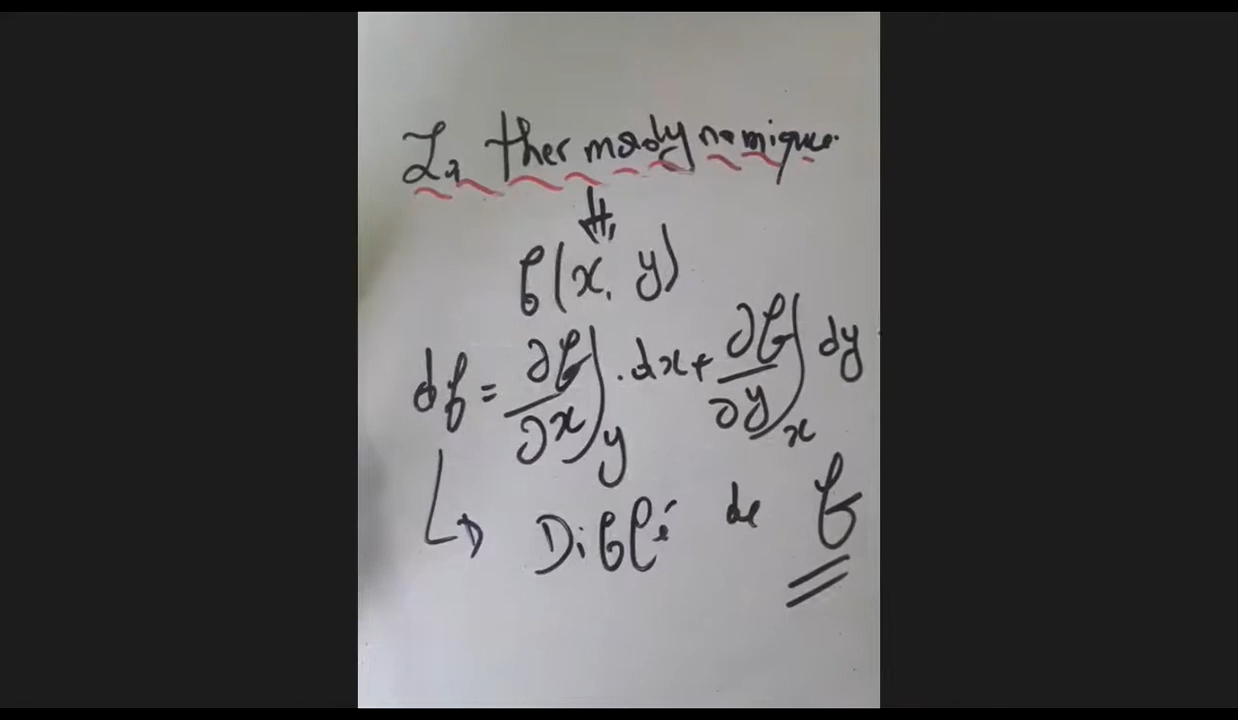 La thermodynamique.
f(x, y)
df = ∂f/∂x)y . dx + ∂f/∂y)x dy
↳ Diffé de f